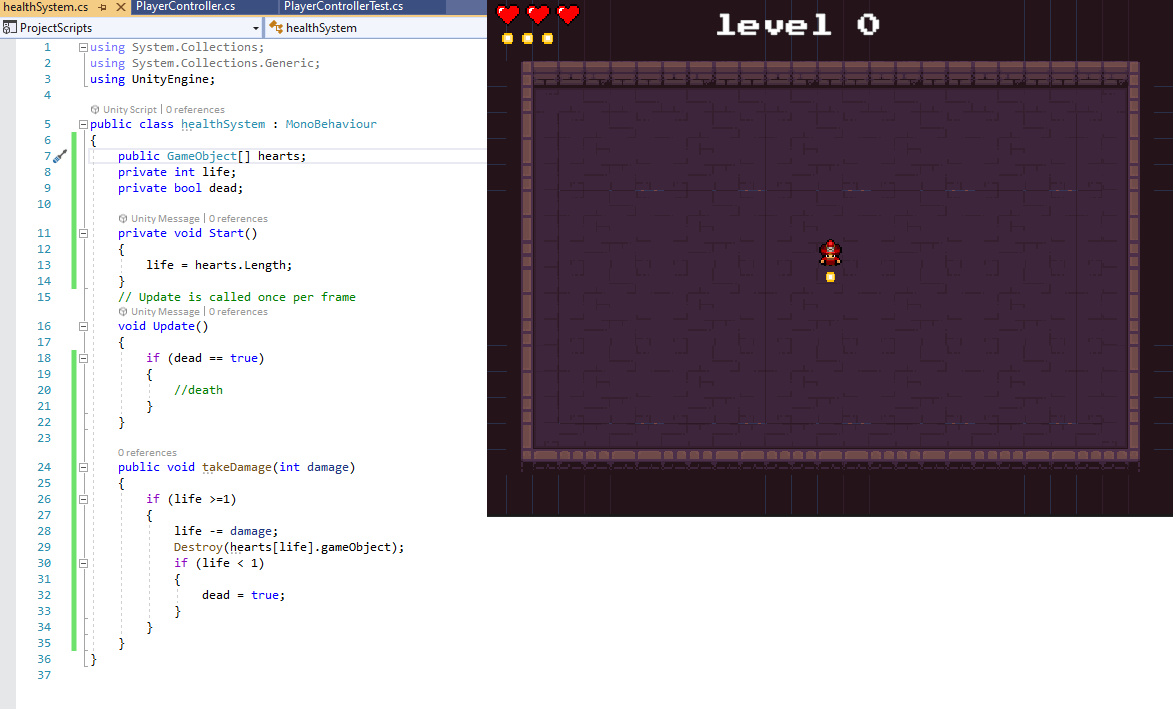 healthSystem.cs PlayerController.cs PlayerControllerTest.cs
ProjectScripts healthSystem
1 using System.Collections;
2 using System.Collections.Generic;
3 using UnityEngine;
4
Unity Script | 0 references
5 public class healthSystem : MonoBehaviour
6 {
7 public GameObject[] hearts;
8 private int life;
9 private bool dead;
10
Unity Message | 0 references
11 private void Start()
12 {
13 life = hearts.Length;
14 }
15 // Update is called once per frame
Unity Message | 0 references
16 void Update()
17 {
18 if (dead == true)
19 {
20 //death
21 }
22 }
23
0 references
24 public void takeDamage(int damage)
25 {
26 if (life >=1)
27 {
28 life -= damage;
29 Destroy(hearts[life].gameObject);
30 if (life < 1)
31 {
32 dead = true;
33 }
34 }
35 }
36 }
37
level 0